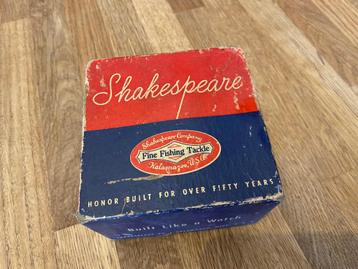 Shakespeare
Shakespeare Company
Fine Fishing Tackle
Kalamazoo, U.S.A.
HONOR BUILT FOR OVER FIFTY YEARS
Built Like a Watch